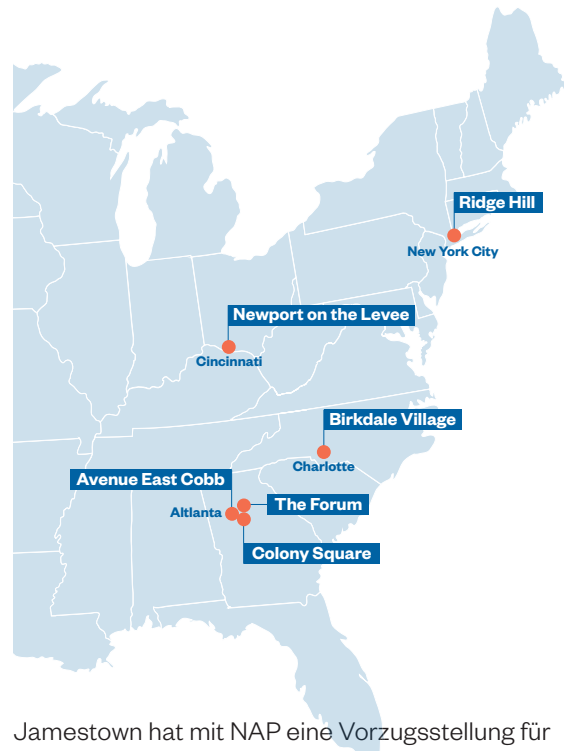 Ridge Hill
New York City
Newport on the Levee
Cincinnati
Birkdale Village
Charlotte
Avenue East Cobb
Altlanta
The Forum
Colony Square
Jamestown hat mit NAP eine Vorzugsstellung für